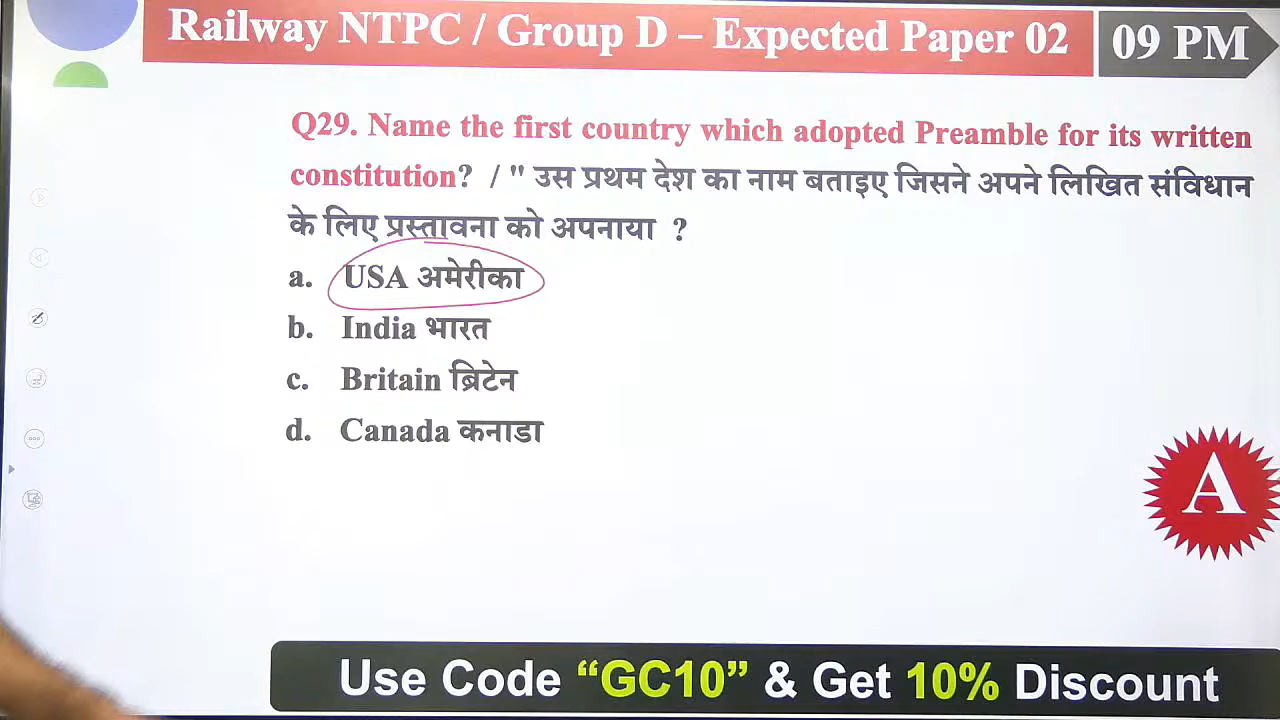 Railway NTPC / Group D – Expected Paper 02
09 PM
Q29. Name the first country which adopted Preamble for its written
constitution? / " उस प्रथम देश का नाम बताइए जिसने अपने लिखित संविधान
के लिए प्रस्तावना को अपनाया ?
a. USA अमेरीका
b. India भारत
c. Britain ब्रिटेन
d. Canada कनाडा
A
Use Code “GC10” & Get 10% Discount